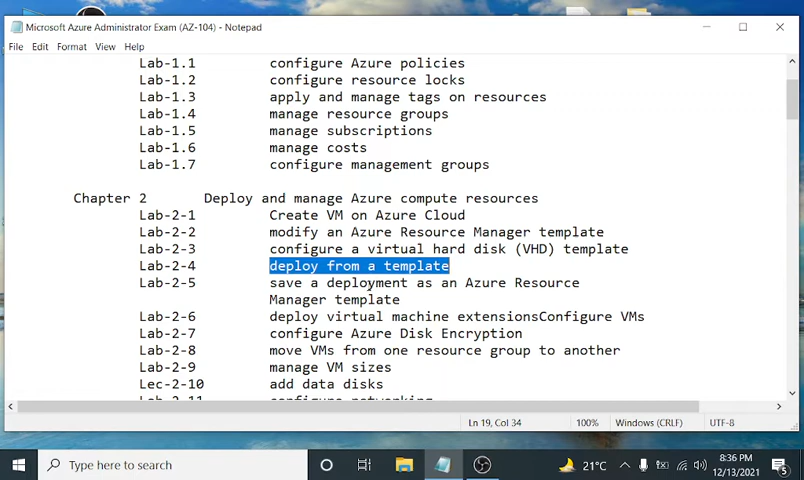 Microsoft Azure Administrator Exam (AZ-104) - Notepad
File Edit Format View Help
Lab-1.1 configure Azure policies
Lab-1.2 configure resource locks
Lab-1.3 apply and manage tags on resources
Lab-1.4 manage resource groups
Lab-1.5 manage subscriptions
Lab-1.6 manage costs
Lab-1.7 configure management groups
Chapter 2 Deploy and manage Azure compute resources
Lab-2-1 Create VM on Azure Cloud
Lab-2-2 modify an Azure Resource Manager template
Lab-2-3 configure a virtual hard disk (VHD) template
Lab-2-4 deploy from a template
Lab-2-5 save a deployment as an Azure Resource
Manager template
Lab-2-6 deploy virtual machine extensionsConfigure VMs
Lab-2-7 configure Azure Disk Encryption
Lab-2-8 move VMs from one resource group to another
Lab-2-9 manage VM sizes
Lec-2-10 add data disks
Lab-2-11 configure networking
Ln 19, Col 34 100% Windows (CRLF) UTF-8
Type here to search 21°C 8:36 PM
12/13/2021 5